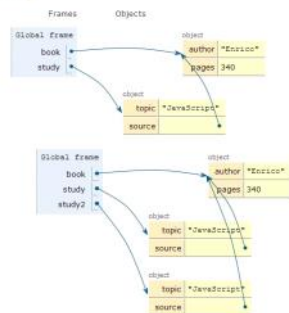 Frames Objects
Global frame
book
study
object
author "Enrico"
pages 340
object
topic "JavaScript"
source
Global frame
book
study
study2
object
author "Enrico"
pages 340
object
topic "JavaScript"
source
object
topic "JavaScript"
source